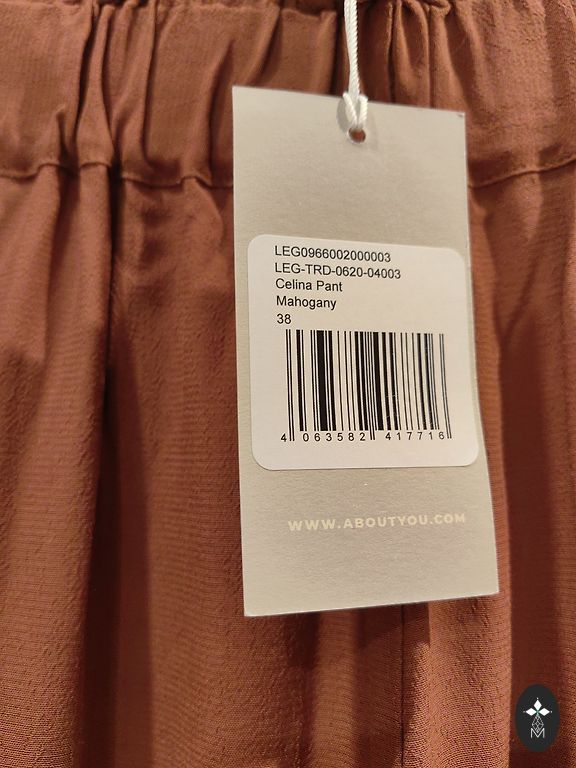 LEG0966002000003
LEG-TRD-0620-04003
Celina Pant
Mahogany
38
4 063582 417716
WWW.ABOUTYOU.COM
M